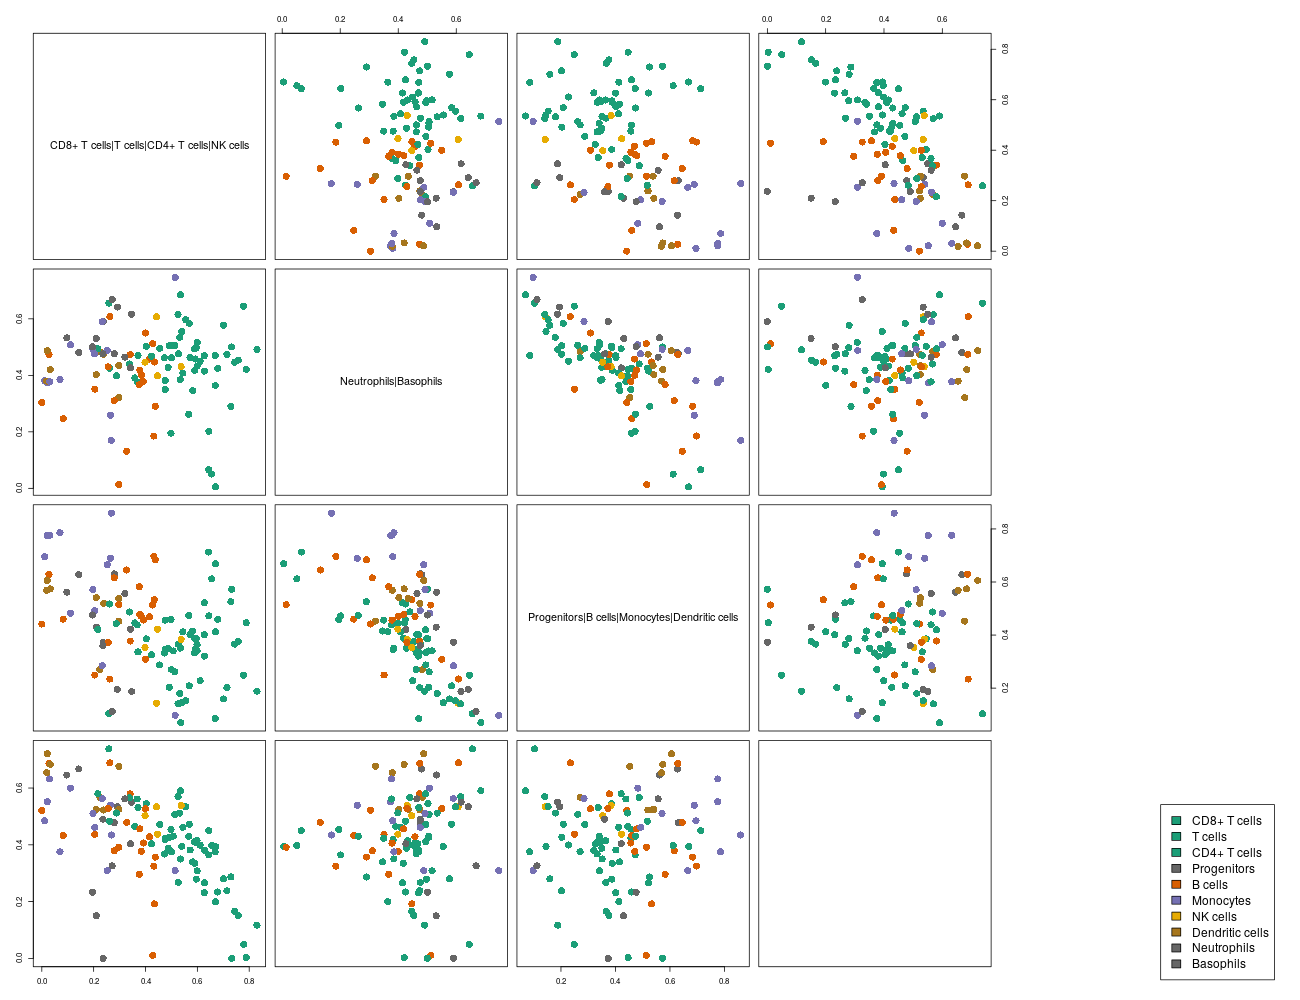 0.0 0.2 0.4 0.6
0.0 0.2 0.4 0.6
CD8+ T cells|T cells|CD4+ T cells|NK cells
0.0 0.2 0.4 0.6 0.8
Neutrophils|Basophils
0.0 0.2 0.4 0.6
Progenitors|B cells|Monocytes|Dendritic cells
0.2 0.4 0.6 0.8
0.0 0.2 0.4 0.6
0.0 0.2 0.4 0.6 0.8
0.2 0.4 0.6 0.8
CD8+ T cells
T cells
CD4+ T cells
Progenitors
B cells
Monocytes
NK cells
Dendritic cells
Neutrophils
Basophils